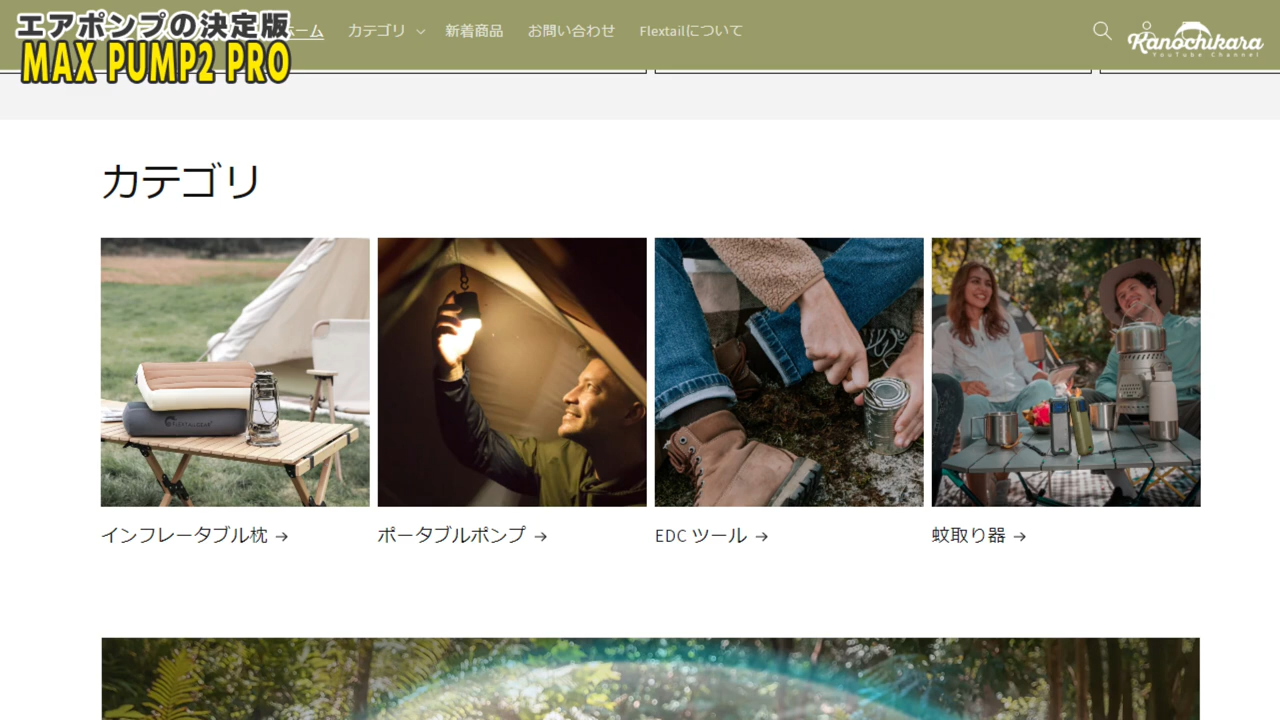 エアポンプの決定版
MAX PUMP2 PRO
ホーム
カテゴリ
新着商品
お問い合わせ
Flextailについて
Kanochikara
YouTube Channel
カテゴリ
インフレータブル枕 →
ポータブルポンプ →
EDC ツール →
蚊取り器 →